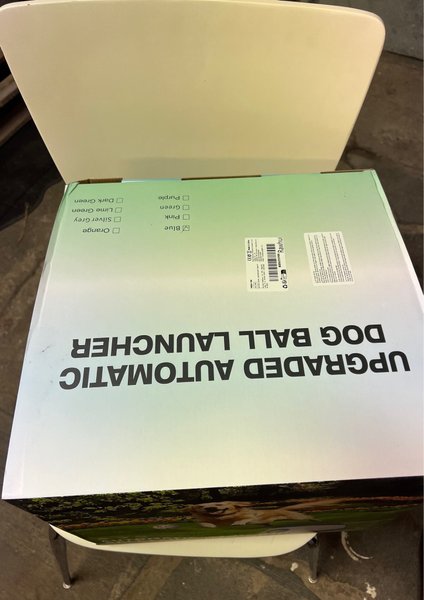 UPGRADED AUTOMATIC
DOG BALL LAUNCHER
☑ Blue
☐ Pink
☐ Green
☐ Purple
☐ Orange
☐ Silver Grey
☐ Lime Green
☐ Dark Green